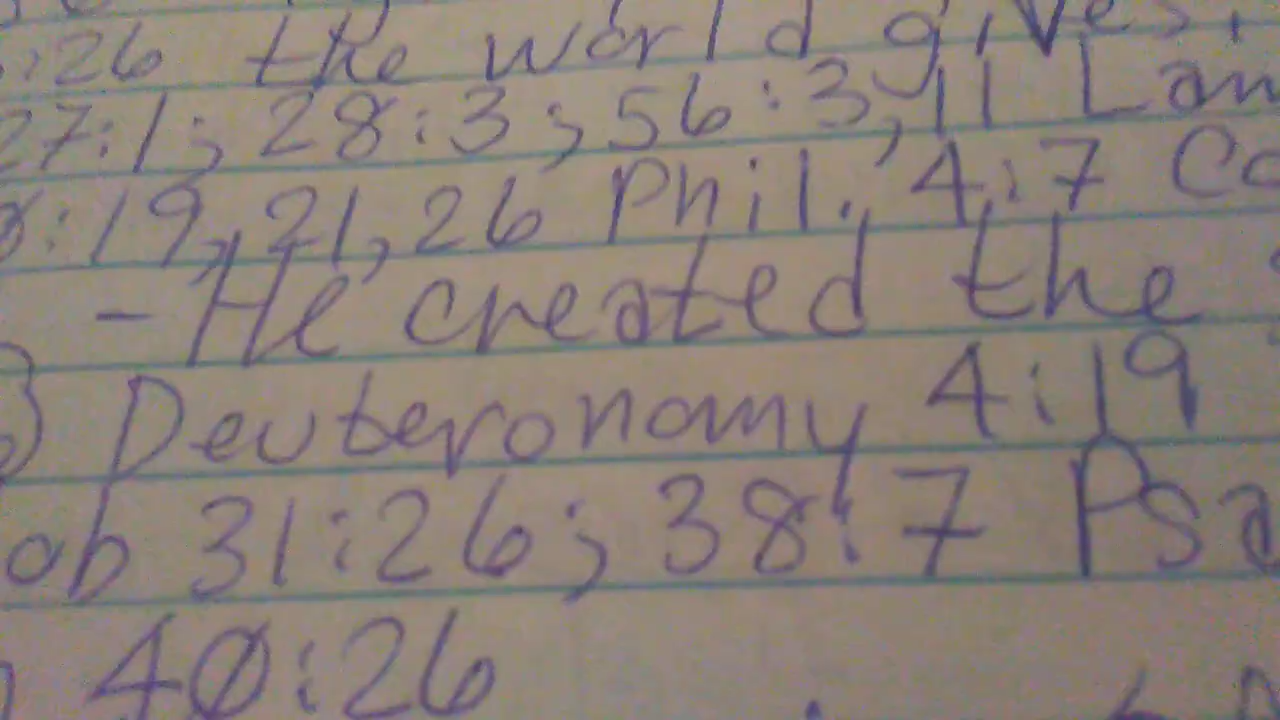 :26 the world gives.
27:1; 28:3; 56:3,11 Lam
:19,21,26 Phil. 4:7 Co
- He created the
) Deuteronomy 4:19
ob 31:26; 38:7 Psa
) 40:26